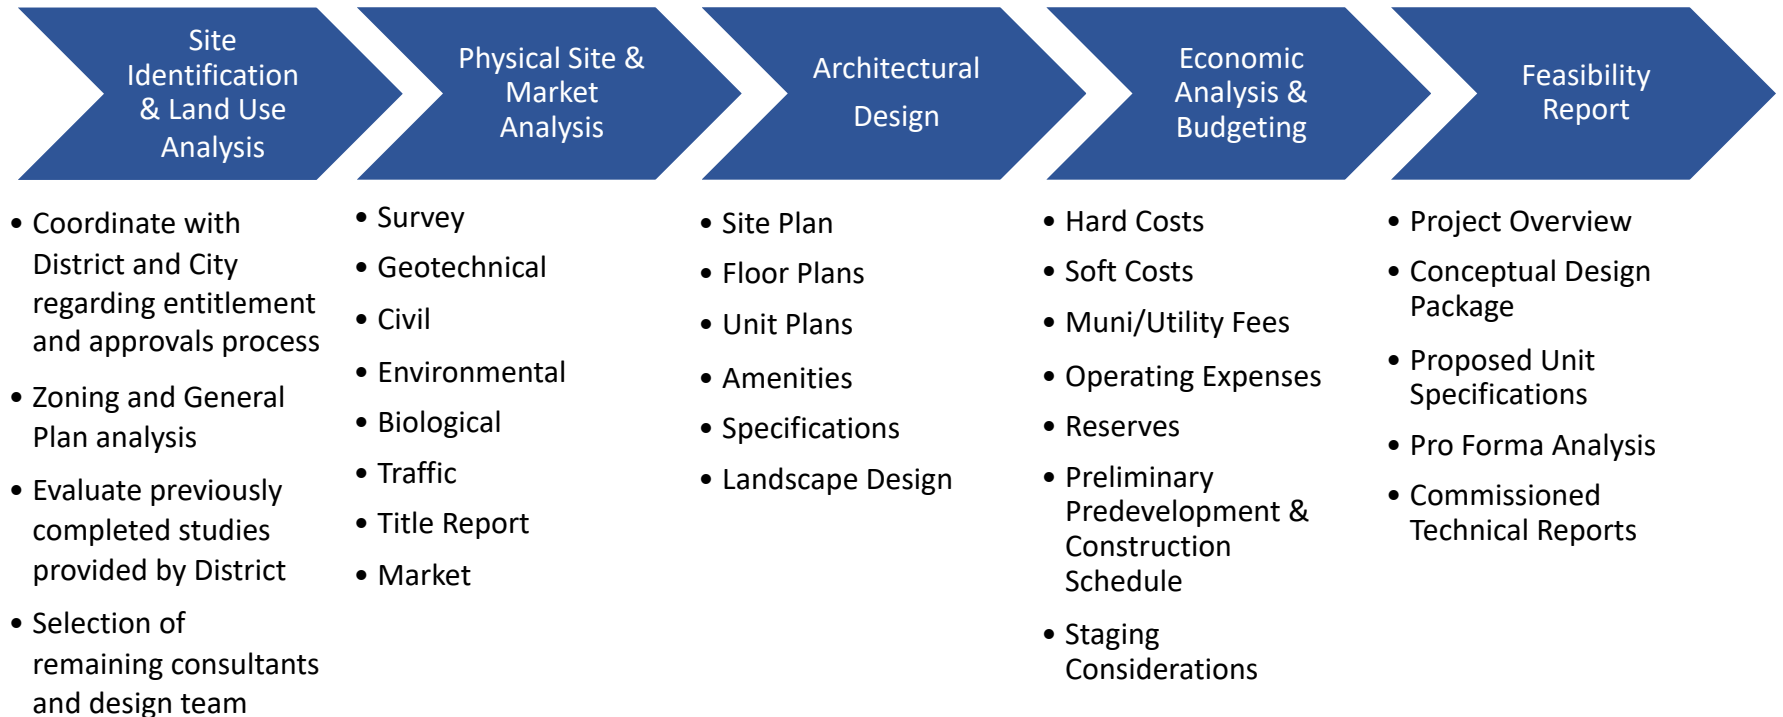 Site
Identification
& Land Use
Analysis
Physical Site &
Market
Analysis
Architectural
Design
Economic
Analysis &
Budgeting
Feasibility
Report
• Coordinate with
District and City
regarding entitlement
and approvals process
• Zoning and General
Plan analysis
• Evaluate previously
completed studies
provided by District
• Selection of
remaining consultants
and design team
• Survey
• Geotechnical
• Civil
• Environmental
• Biological
• Traffic
• Title Report
• Market
• Site Plan
• Floor Plans
• Unit Plans
• Amenities
• Specifications
• Landscape Design
• Hard Costs
• Soft Costs
• Muni/Utility Fees
• Operating Expenses
• Reserves
• Preliminary
Predevelopment &
Construction
Schedule
• Staging
Considerations
• Project Overview
• Conceptual Design
Package
• Proposed Unit
Specifications
• Pro Forma Analysis
• Commissioned
Technical Reports